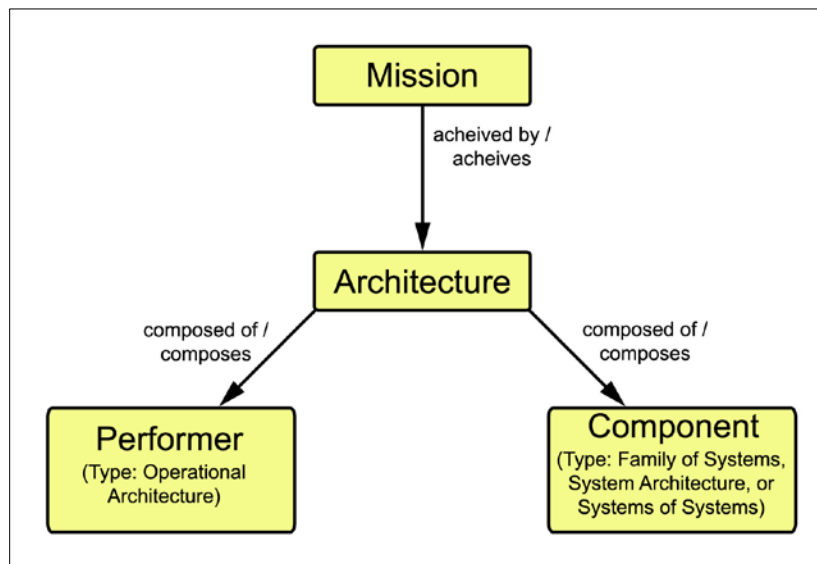 Mission
acheived by /
acheives
Architecture
composed of /
composes
composed of /
composes
Performer
(Type: Operational
Architecture)
Component
(Type: Family of Systems,
System Architecture, or
Systems of Systems)